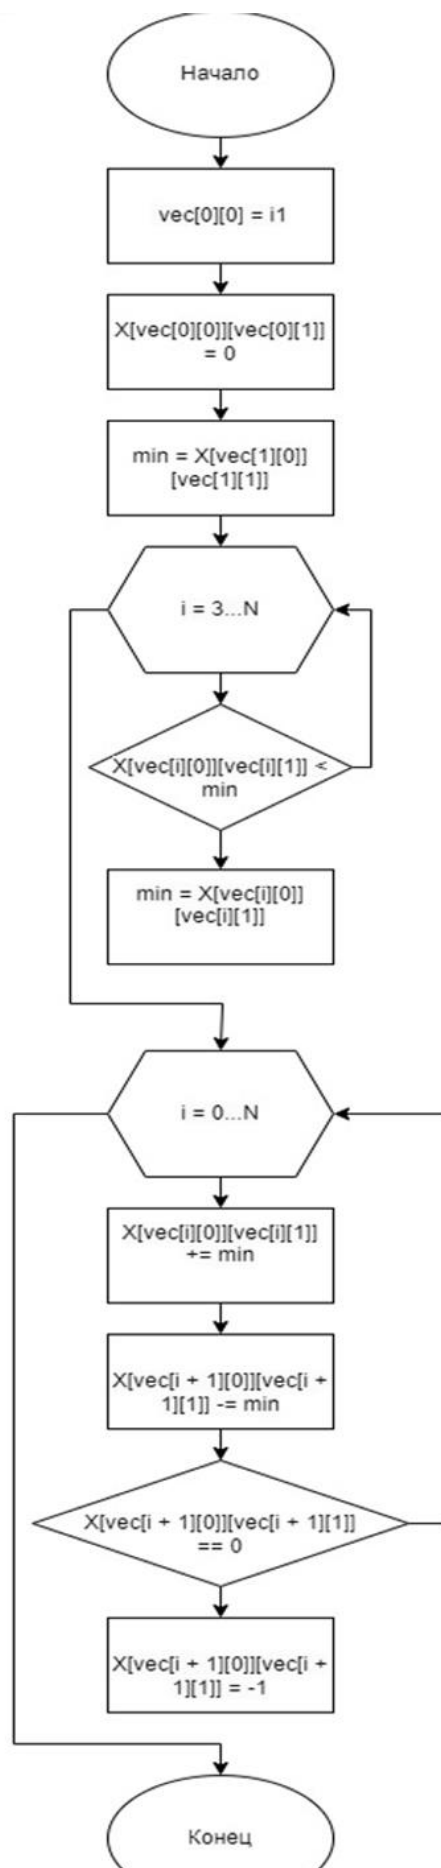 Начало
vec[0][0] = i1
X[vec[0][0]][vec[0][1]]
= 0
min = X[vec[1][0]]
[vec[1][1]]
i = 3...N
X[vec[i][0]][vec[i][1]] <
min
min = X[vec[i][0]]
[vec[i][1]]
i = 0...N
X[vec[i][0]][vec[i][1]]
+= min
X[vec[i + 1][0]][vec[i +
1][1]] -= min
X[vec[i + 1][0]][vec[i + 1][1]]
== 0
X[vec[i + 1][0]][vec[i +
1][1]] = -1
Конец